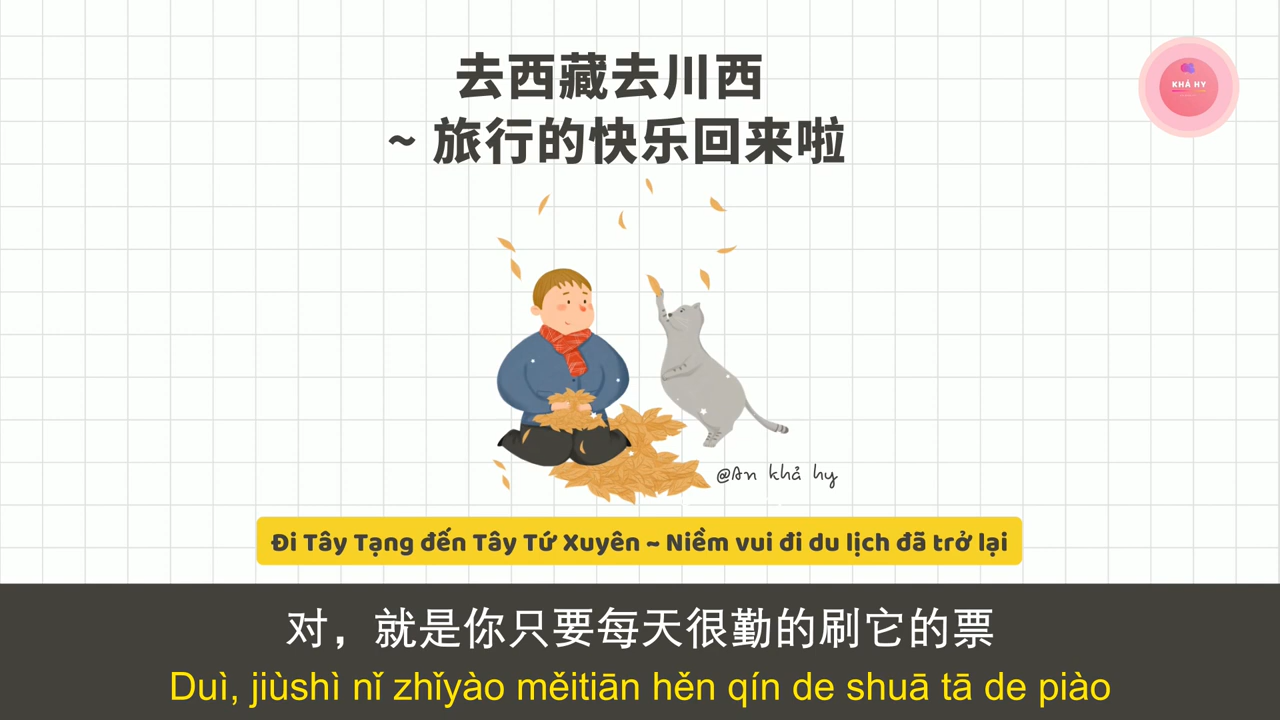 去西藏去川西
~ 旅行的快乐回来啦
KHẢ HY
@An khả hy
Đi Tây Tạng đến Tây Tứ Xuyên ~ Niềm vui đi du lịch đã trở lại
对，就是你只要每天很勤的刷它的票
Duì, jiùshì nǐ zhǐyào měitiān hěn qín de shuā tā de piào